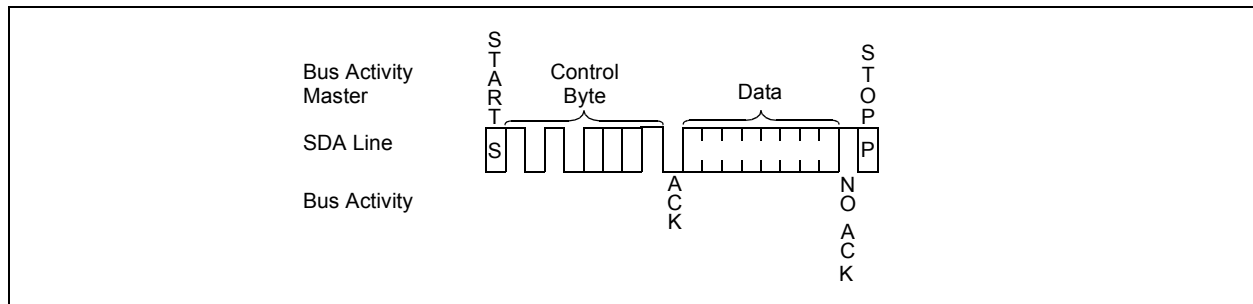 START
Bus Activity
Master
Control
Byte
Data
STOP
SDA Line
S
P
Bus Activity
ACK
NO ACK